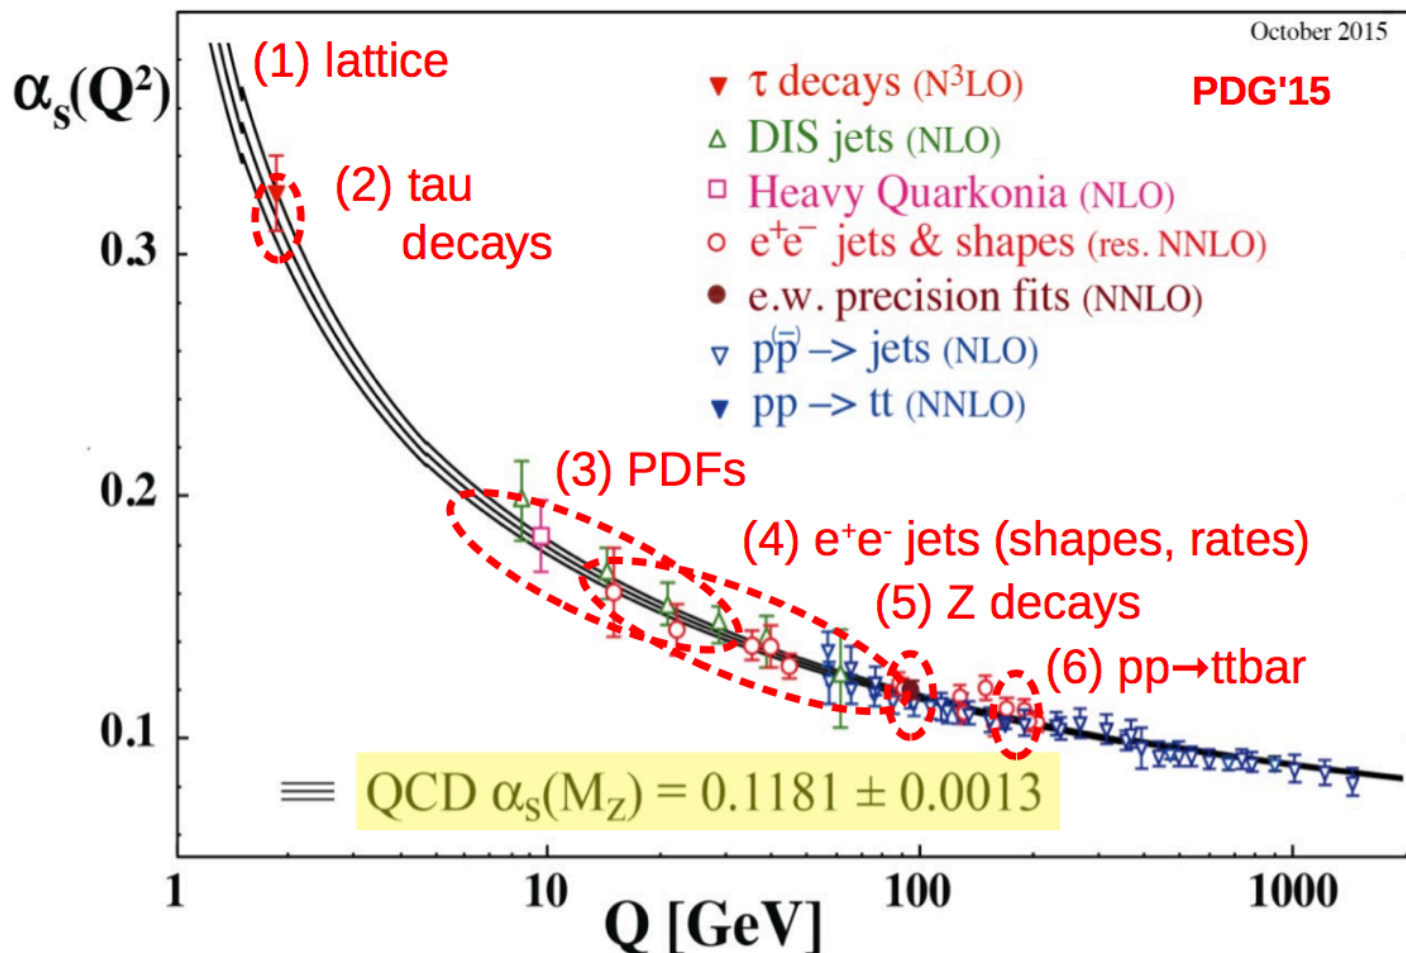 October 2015
(1) lattice
αs(Q²)
▼ τ decays (N³LO)
PDG'15
△ DIS jets (NLO)
(2) tau
decays
□ Heavy Quarkonia (NLO)
○ e⁺e⁻ jets & shapes (res. NNLO)
0.3
● e.w. precision fits (NNLO)
▽ pp(–) –> jets (NLO)
▼ pp –> tt (NNLO)
(3) PDFs
0.2
(4) e⁺e⁻ jets (shapes, rates)
(5) Z decays
(6) pp→ttbar
0.1
QCD αs(Mz) = 0.1181 ± 0.0013
1 10 100 1000
Q [GeV]